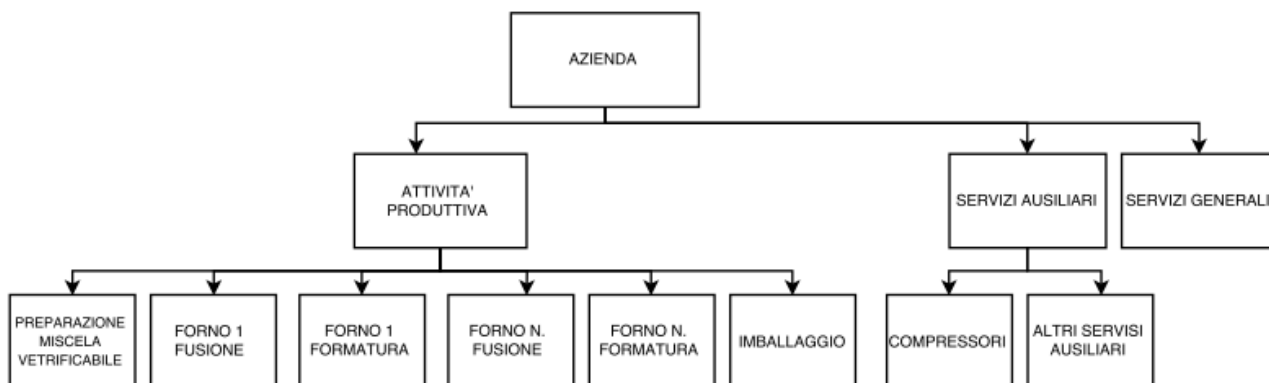 AZIENDA
ATTIVITA'
PRODUTTIVA
SERVIZI AUSILIARI
SERVIZI GENERALI
PREPARAZIONE
MISCELA
VETRIFICABILE
FORNO 1
FUSIONE
FORNO 1
FORMATURA
FORNO N.
FUSIONE
FORNO N.
FORMATURA
IMBALLAGGIO
COMPRESSORI
ALTRI SERVISI
AUSILIARI